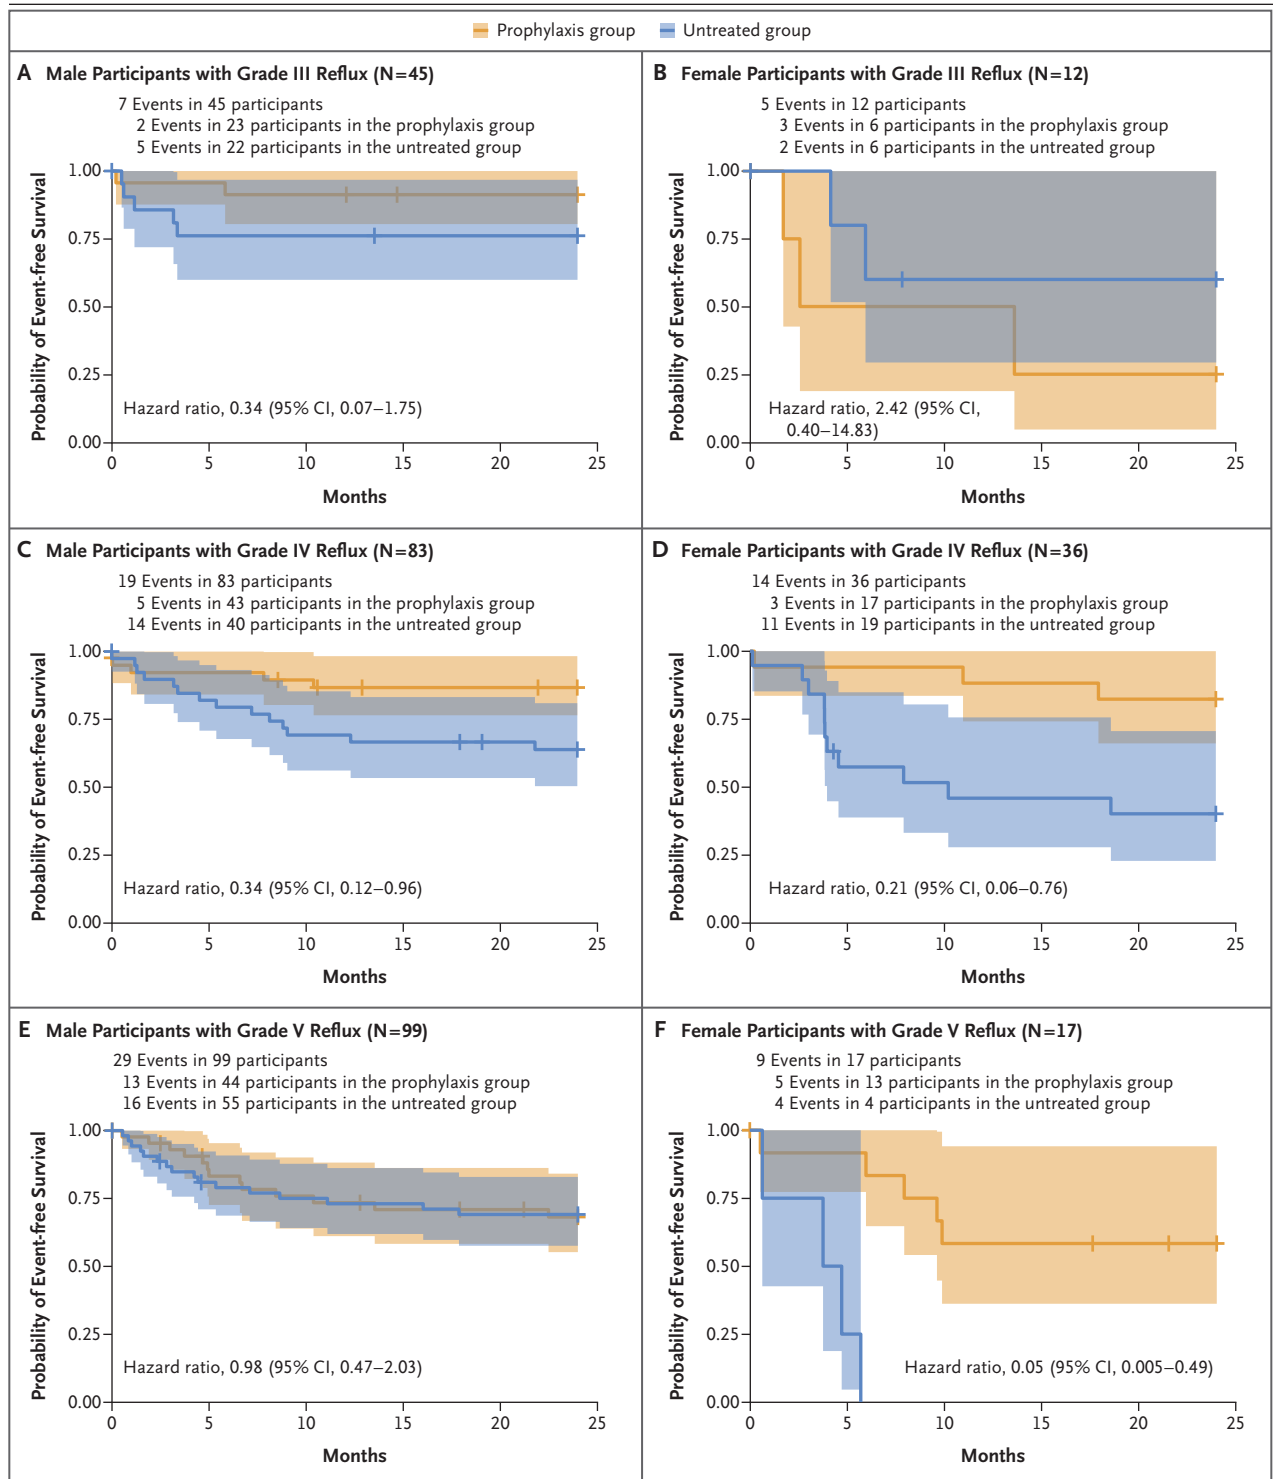 Prophylaxis group Untreated group
A Male Participants with Grade III Reflux (N=45)
7 Events in 45 participants
2 Events in 23 participants in the prophylaxis group
5 Events in 22 participants in the untreated group
Probability of Event-free Survival
1.00
0.75
0.50
0.25
0.00
Hazard ratio, 0.34 (95% CI, 0.07–1.75)
0 5 10 15 20 25
Months
B Female Participants with Grade III Reflux (N=12)
5 Events in 12 participants
3 Events in 6 participants in the prophylaxis group
2 Events in 6 participants in the untreated group
Probability of Event-free Survival
1.00
0.75
0.50
0.25
0.00
Hazard ratio, 2.42 (95% CI,
0.40–14.83)
0 5 10 15 20 25
Months
C Male Participants with Grade IV Reflux (N=83)
19 Events in 83 participants
5 Events in 43 participants in the prophylaxis group
14 Events in 40 participants in the untreated group
Probability of Event-free Survival
1.00
0.75
0.50
0.25
0.00
Hazard ratio, 0.34 (95% CI, 0.12–0.96)
0 5 10 15 20 25
Months
D Female Participants with Grade IV Reflux (N=36)
14 Events in 36 participants
3 Events in 17 participants in the prophylaxis group
11 Events in 19 participants in the untreated group
Probability of Event-free Survival
1.00
0.75
0.50
0.25
0.00
Hazard ratio, 0.21 (95% CI, 0.06–0.76)
0 5 10 15 20 25
Months
E Male Participants with Grade V Reflux (N=99)
29 Events in 99 participants
13 Events in 44 participants in the prophylaxis group
16 Events in 55 participants in the untreated group
Probability of Event-free Survival
1.00
0.75
0.50
0.25
0.00
Hazard ratio, 0.98 (95% CI, 0.47–2.03)
0 5 10 15 20 25
Months
F Female Participants with Grade V Reflux (N=17)
9 Events in 17 participants
5 Events in 13 participants in the prophylaxis group
4 Events in 4 participants in the untreated group
Probability of Event-free Survival
1.00
0.75
0.50
0.25
0.00
Hazard ratio, 0.05 (95% CI, 0.005–0.49)
0 5 10 15 20 25
Months